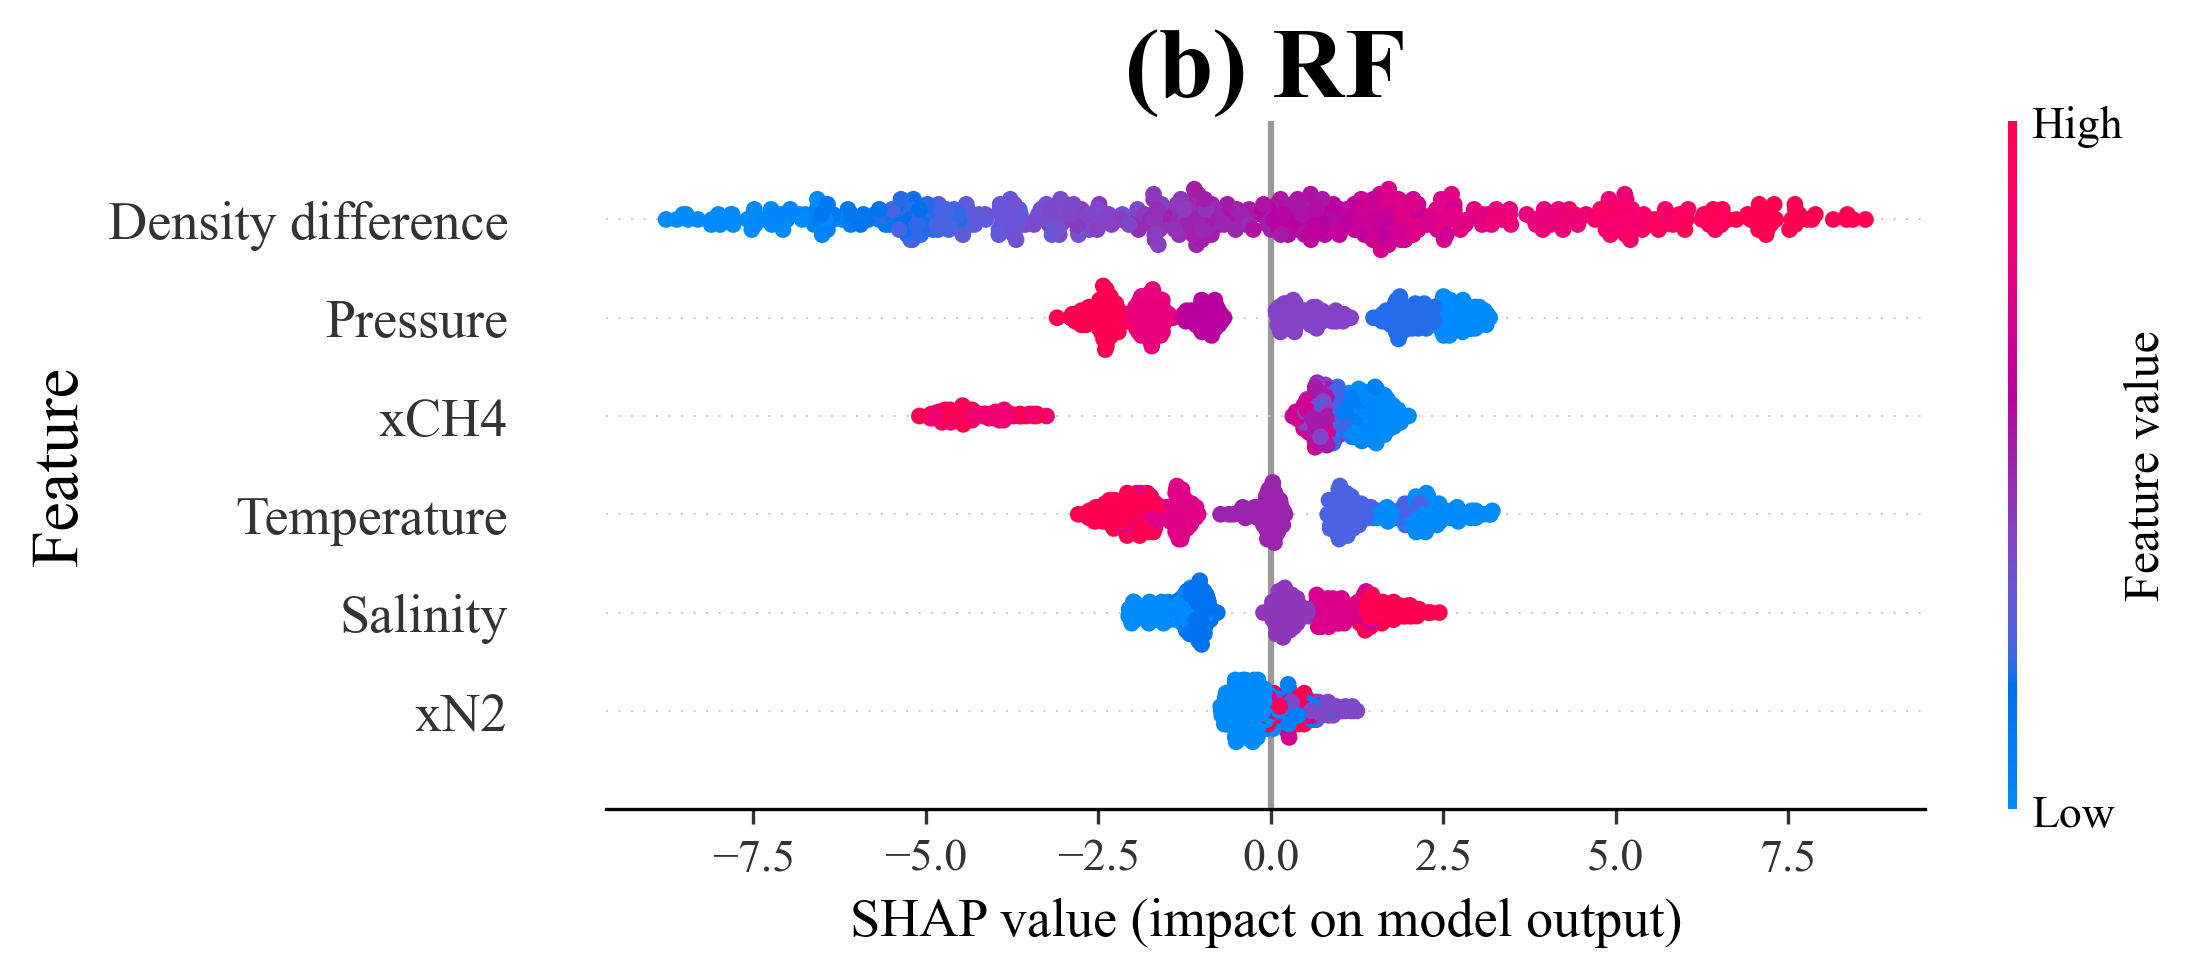 (b) RF
High
Density difference
Pressure
xCH4
Temperature
Salinity
xN2
Feature
Feature value
Low
−7.5
−5.0
−2.5
0.0
2.5
5.0
7.5
SHAP value (impact on model output)